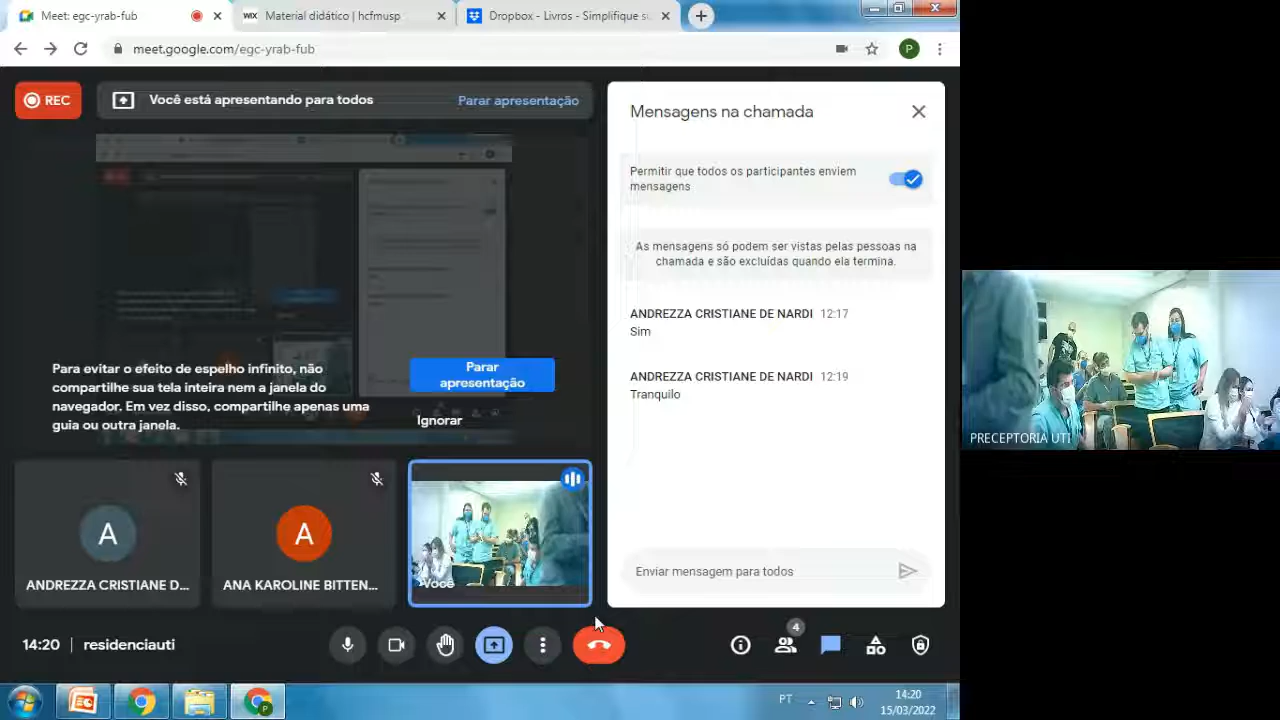 Meet: egc-yrab-fub
WIX Material didático | hcfmusp
Dropbox - Livros - Simplifique s
meet.google.com/egc-yrab-fub
P
REC
Você está apresentando para todos
Parar apresentação
Para evitar o efeito de espelho infinito, não
compartilhe sua tela inteira nem a janela do
navegador. Em vez disso, compartilhe apenas uma
guia ou outra janela.
Parar
apresentação
Ignorar
A
ANDREZZA CRISTIANE D...
A
ANA KAROLINE BITTEN...
Você
14:20 | residenciauti
Mensagens na chamada
Permitir que todos os participantes enviem
mensagens
As mensagens só podem ser vistas pelas pessoas na
chamada e são excluídas quando ela termina.
ANDREZZA CRISTIANE DE NARDI 12:17
Sim
ANDREZZA CRISTIANE DE NARDI 12:19
Tranquilo
Enviar mensagem para todos
4
PRECEPTORIA UTI
PT
14:20
15/03/2022